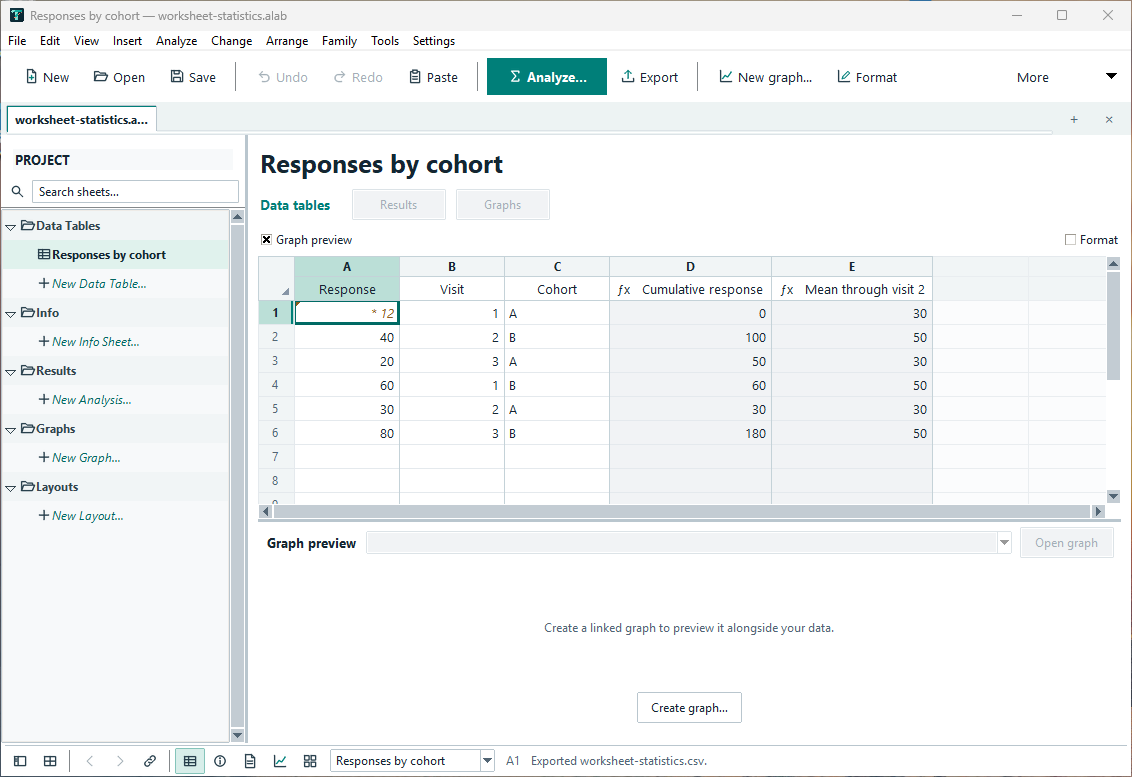 Responses by cohort — worksheet-statistics.alab
File Edit View Insert Analyze Change Arrange Family Tools Settings
New Open Save Undo Redo Paste Σ Analyze... Export New graph... Format More
worksheet-statistics.a... + ×
PROJECT
Search sheets...
Data Tables
Responses by cohort
New Data Table...
Info
New Info Sheet...
Results
New Analysis...
Graphs
New Graph...
Layouts
New Layout...
Responses by cohort
Data tables Results Graphs
Graph preview Format
A B C D E
Response Visit Cohort ƒx Cumulative response ƒx Mean through visit 2
1 * 12 1 A 0 30
2 40 2 B 100 50
3 20 3 A 50 30
4 60 1 B 60 50
5 30 2 A 30 30
6 80 3 B 180 50
7
8
Graph preview Open graph
Create a linked graph to preview it alongside your data.
Create graph...
Responses by cohort A1 Exported worksheet-statistics.csv.